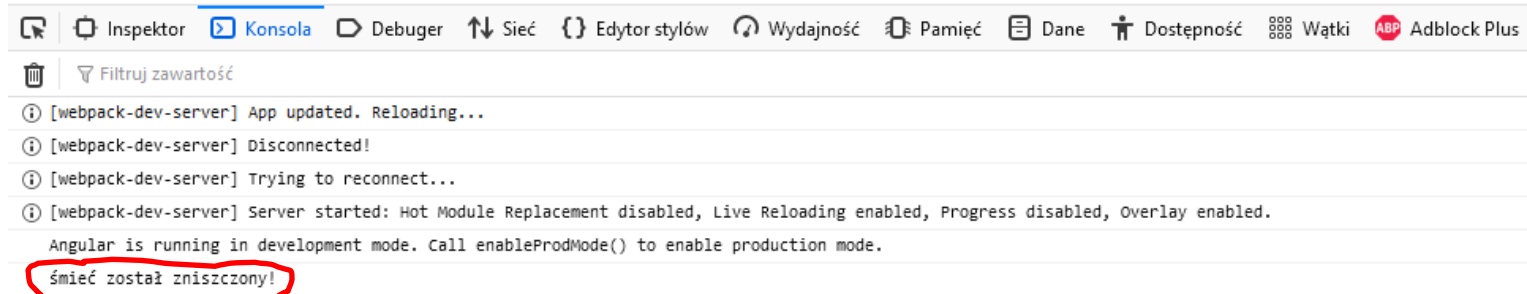 Inspektor Konsola Debuger Sieć {} Edytor stylów Wydajność Pamięć Dane Dostępność Wątki ABP Adblock Plus
Filtruj zawartość
[webpack-dev-server] App updated. Reloading...
[webpack-dev-server] Disconnected!
[webpack-dev-server] Trying to reconnect...
[webpack-dev-server] Server started: Hot Module Replacement disabled, Live Reloading enabled, Progress disabled, Overlay enabled.
Angular is running in development mode. Call enableProdMode() to enable production mode.
śmieć został zniszczony!